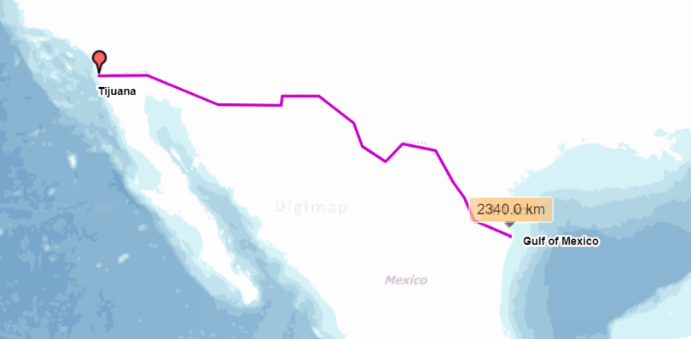 Tijuana
Digimap
2340.0 km
Gulf of Mexico
Mexico